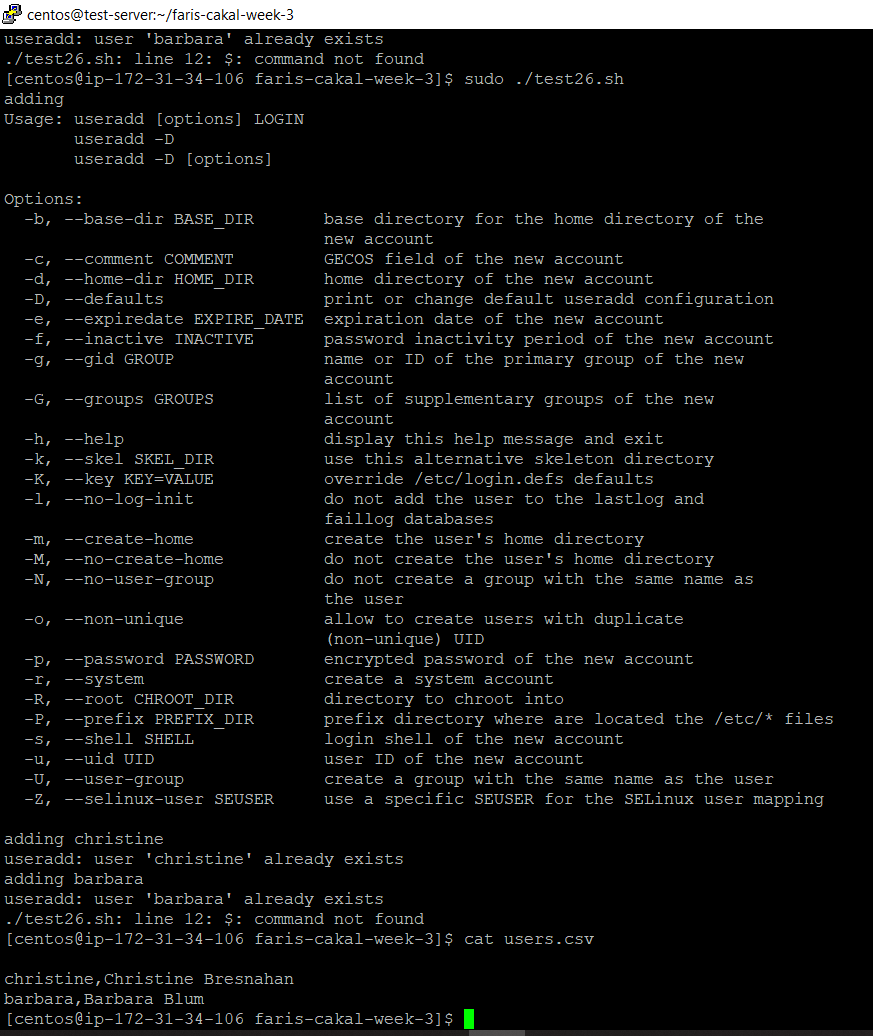 centos@test-server:~/faris-cakal-week-3
useradd: user 'barbara' already exists
./test26.sh: line 12: $: command not found
[centos@ip-172-31-34-106 faris-cakal-week-3]$ sudo ./test26.sh
adding
Usage: useradd [options] LOGIN
       useradd -D
       useradd -D [options]

Options:
  -b, --base-dir BASE_DIR       base directory for the home directory of the
                                new account
  -c, --comment COMMENT         GECOS field of the new account
  -d, --home-dir HOME_DIR       home directory of the new account
  -D, --defaults                print or change default useradd configuration
  -e, --expiredate EXPIRE_DATE  expiration date of the new account
  -f, --inactive INACTIVE       password inactivity period of the new account
  -g, --gid GROUP               name or ID of the primary group of the new
                                account
  -G, --groups GROUPS           list of supplementary groups of the new
                                account
  -h, --help                    display this help message and exit
  -k, --skel SKEL_DIR           use this alternative skeleton directory
  -K, --key KEY=VALUE           override /etc/login.defs defaults
  -l, --no-log-init             do not add the user to the lastlog and
                                faillog databases
  -m, --create-home             create the user's home directory
  -M, --no-create-home          do not create the user's home directory
  -N, --no-user-group           do not create a group with the same name as
                                the user
  -o, --non-unique              allow to create users with duplicate
                                (non-unique) UID
  -p, --password PASSWORD       encrypted password of the new account
  -r, --system                  create a system account
  -R, --root CHROOT_DIR         directory to chroot into
  -P, --prefix PREFIX_DIR       prefix directory where are located the /etc/* files
  -s, --shell SHELL             login shell of the new account
  -u, --uid UID                 user ID of the new account
  -U, --user-group              create a group with the same name as the user
  -Z, --selinux-user SEUSER     use a specific SEUSER for the SELinux user mapping

adding christine
useradd: user 'christine' already exists
adding barbara
useradd: user 'barbara' already exists
./test26.sh: line 12: $: command not found
[centos@ip-172-31-34-106 faris-cakal-week-3]$ cat users.csv

christine,Christine Bresnahan
barbara,Barbara Blum
[centos@ip-172-31-34-106 faris-cakal-week-3]$